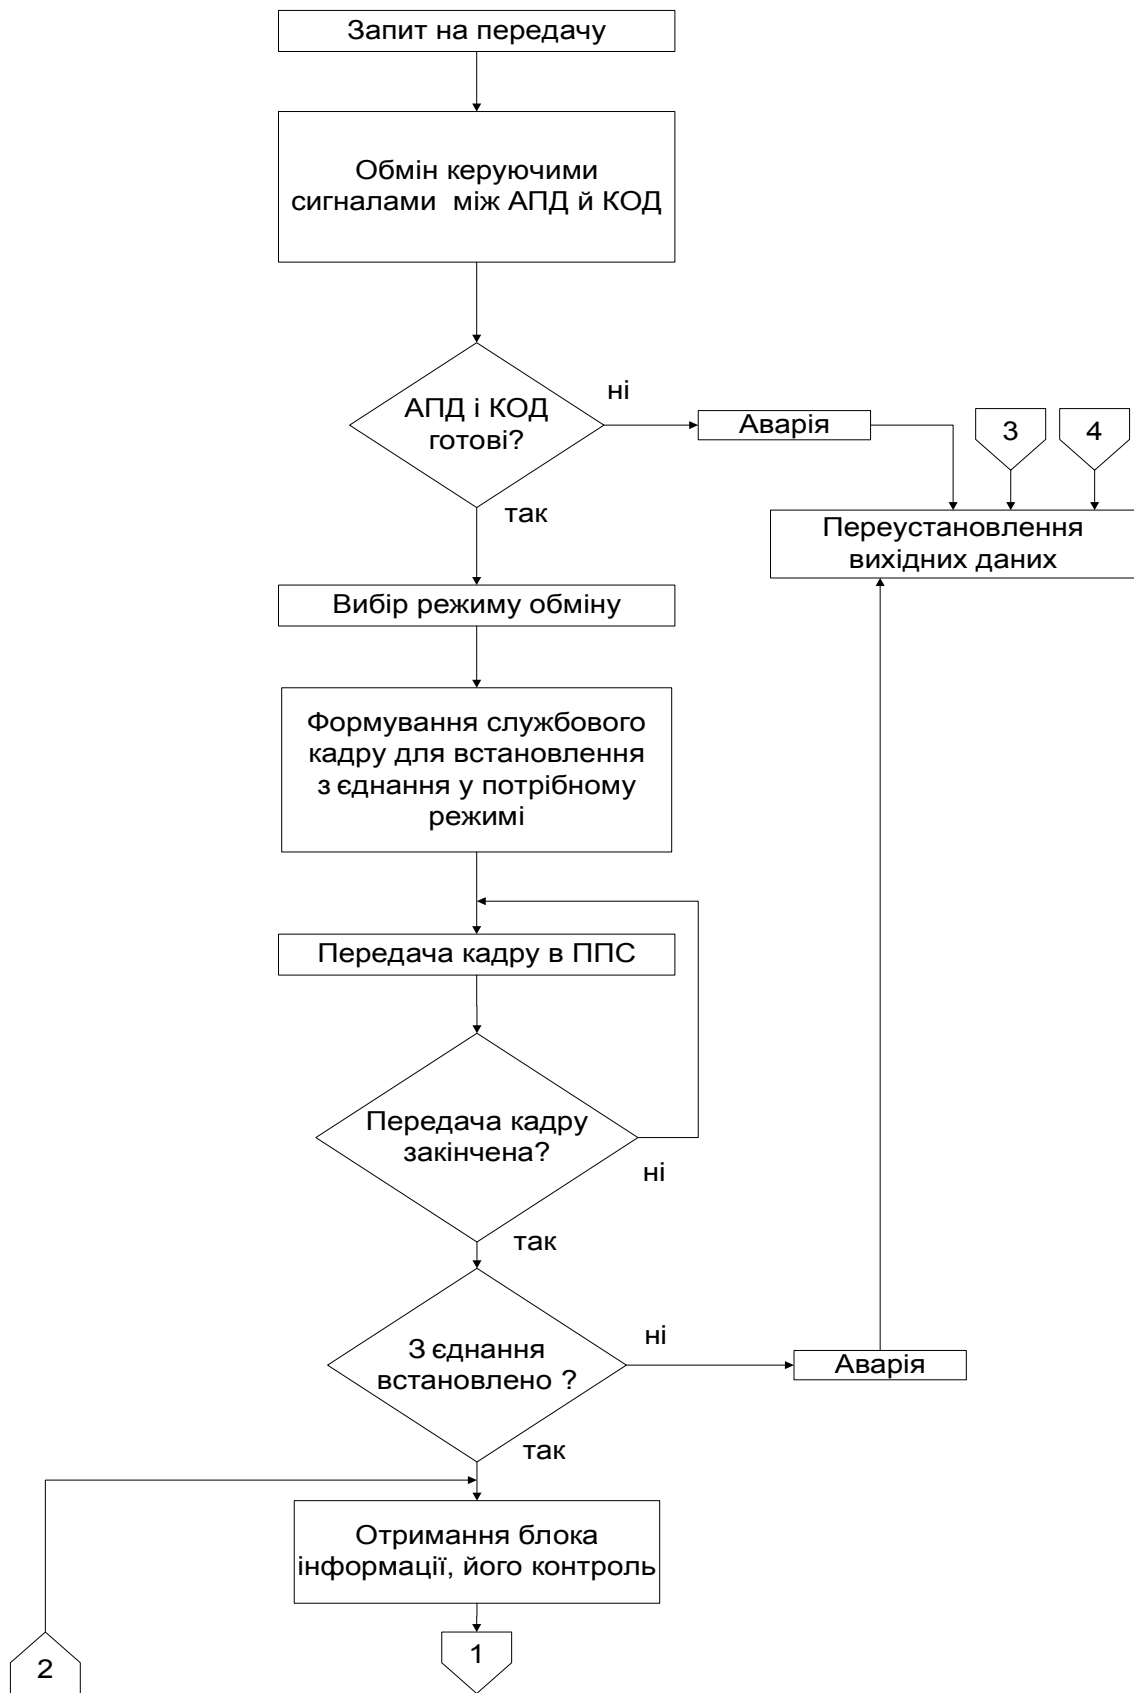 Запит на передачу
Обмін керуючими
сигналами між АПД й КОД
АПД і КОД
готові?
ні
Аварія
3
4
так
Переустановлення
вихідних даних
Вибір режиму обміну
Формування службового
кадру для встановлення
з єднання у потрібному
режимі
Передача кадру в ППС
Передача кадру
закінчена?
ні
так
З єднання
встановлено ?
ні
Аварія
так
Отримання блока
інформації, його контроль
2
1